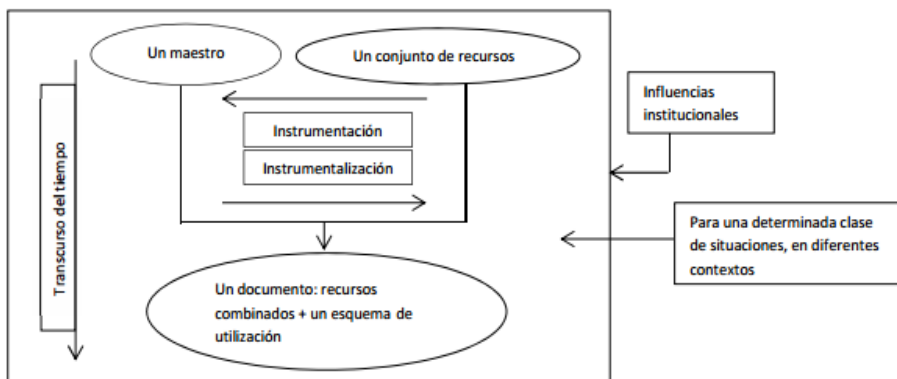 Un maestro
Un conjunto de recursos
Influencias
institucionales
Instrumentación
Instrumentalización
Transcurso del tiempo
Para una determinada clase
de situaciones, en diferentes
contextos
Un documento: recursos
combinados + un esquema de
utilización